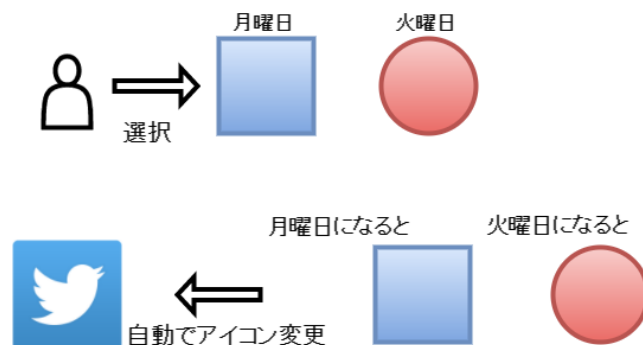 月曜日
火曜日
選択
月曜日になると
火曜日になると
自動でアイコン変更